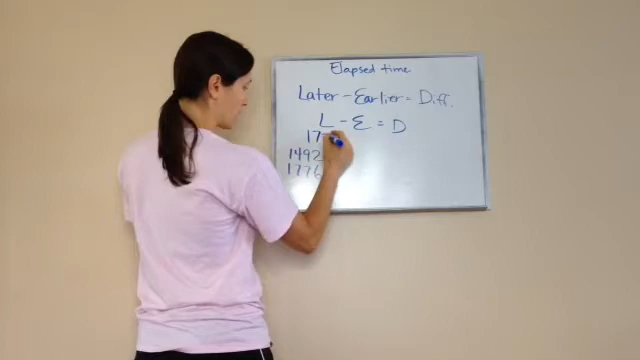 Elapsed time
Later - Earlier = Diff.
L - E = D
17
1492
1776